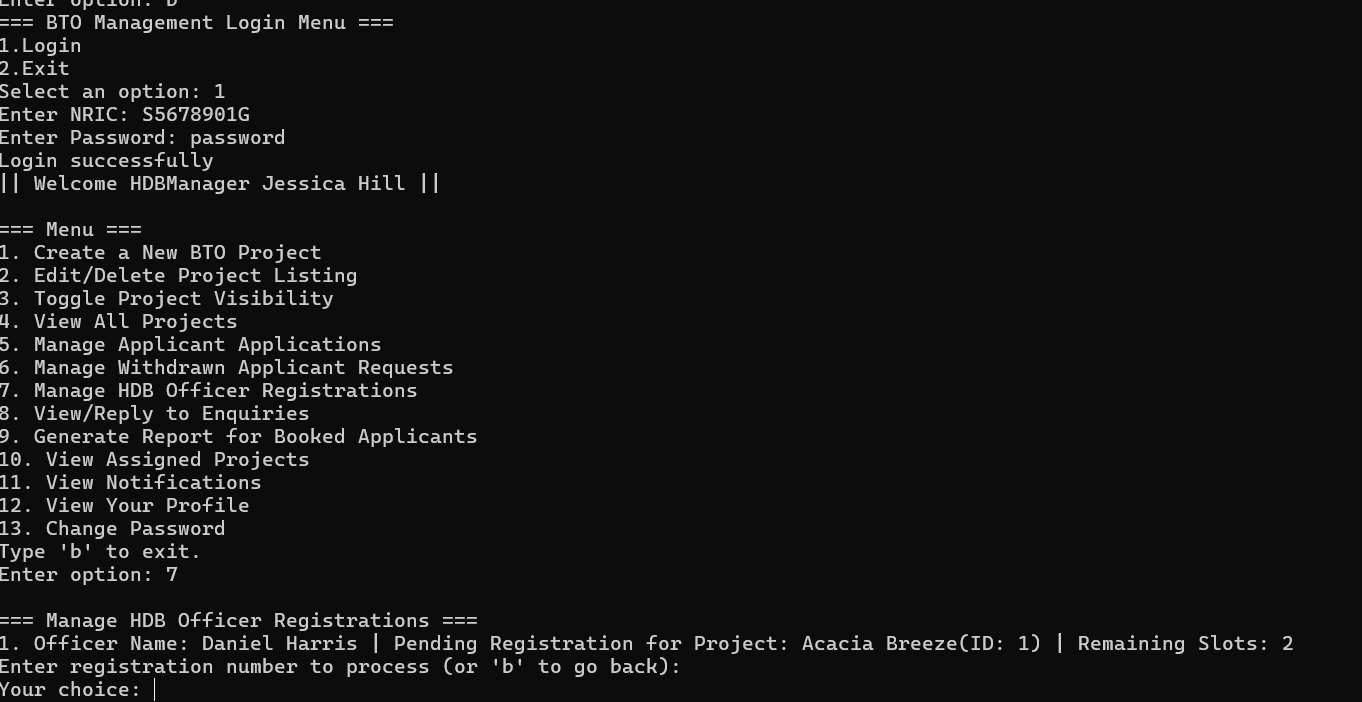 Enter option: b
=== BTO Management Login Menu ===
1.Login
2.Exit
Select an option: 1
Enter NRIC: S5678901G
Enter Password: password
Login successfully
|| Welcome HDBManager Jessica Hill ||
=== Menu ===
1. Create a New BTO Project
2. Edit/Delete Project Listing
3. Toggle Project Visibility
4. View All Projects
5. Manage Applicant Applications
6. Manage Withdrawn Applicant Requests
7. Manage HDB Officer Registrations
8. View/Reply to Enquiries
9. Generate Report for Booked Applicants
10. View Assigned Projects
11. View Notifications
12. View Your Profile
13. Change Password
Type 'b' to exit.
Enter option: 7
=== Manage HDB Officer Registrations ===
1. Officer Name: Daniel Harris | Pending Registration for Project: Acacia Breeze(ID: 1) | Remaining Slots: 2
Enter registration number to process (or 'b' to go back):
Your choice: